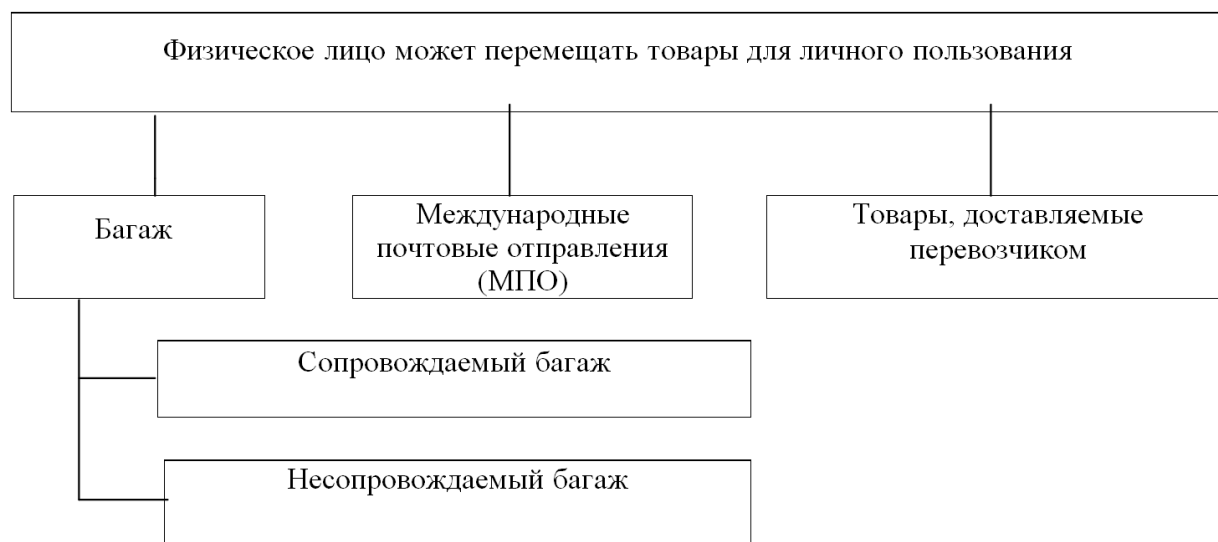 Физическое лицо может перемещать товары для личного пользования
Багаж
Международные
почтовые отправления
(МПО)
Товары, доставляемые
перевозчиком
Сопровождаемый багаж
Несопровождаемый багаж